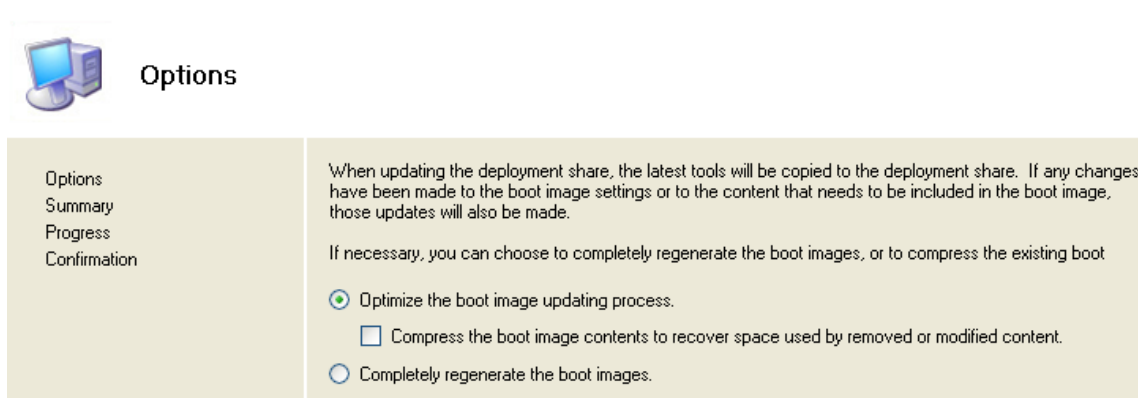 Options
Options
Summary
Progress
Confirmation
When updating the deployment share, the latest tools will be copied to the deployment share.  If any changes
have been made to the boot image settings or to the content that needs to be included in the boot image,
those updates will also be made.
If necessary, you can choose to completely regenerate the boot images, or to compress the existing boot
Optimize the boot image updating process.
Compress the boot image contents to recover space used by removed or modified content.
Completely regenerate the boot images.